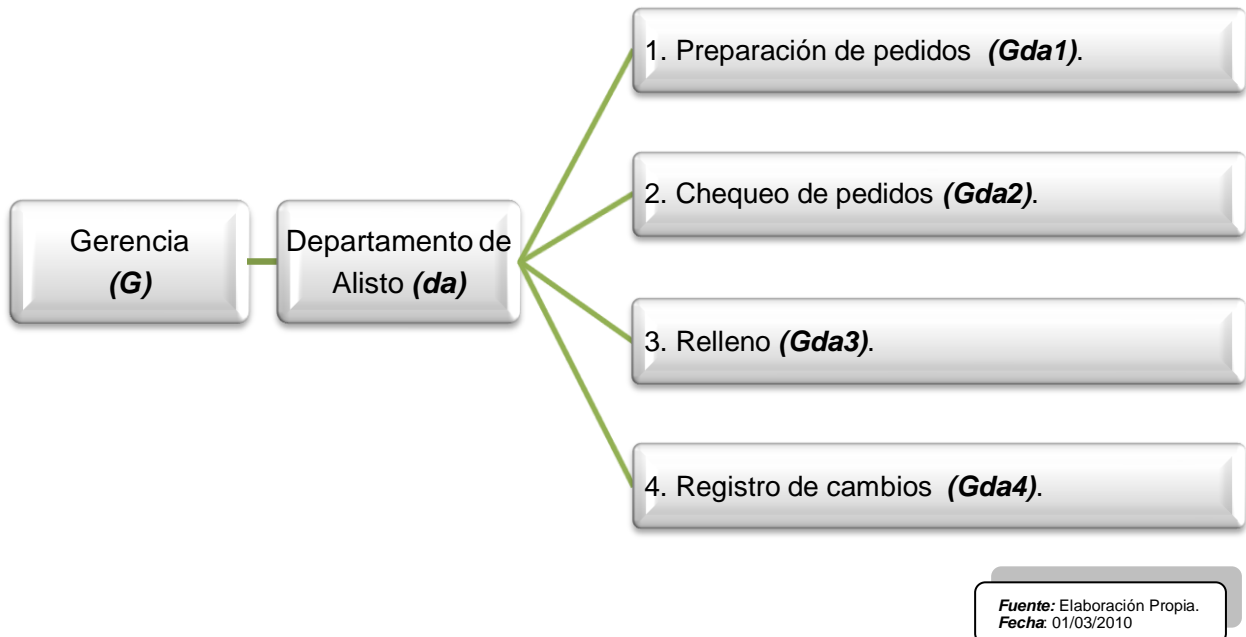 Gerencia
(G)
Departamento de
Alisto (da)
1. Preparación de pedidos (Gda1).
2. Chequeo de pedidos (Gda2).
3. Relleno (Gda3).
4. Registro de cambios (Gda4).
Fuente: Elaboración Propia.
Fecha: 01/03/2010